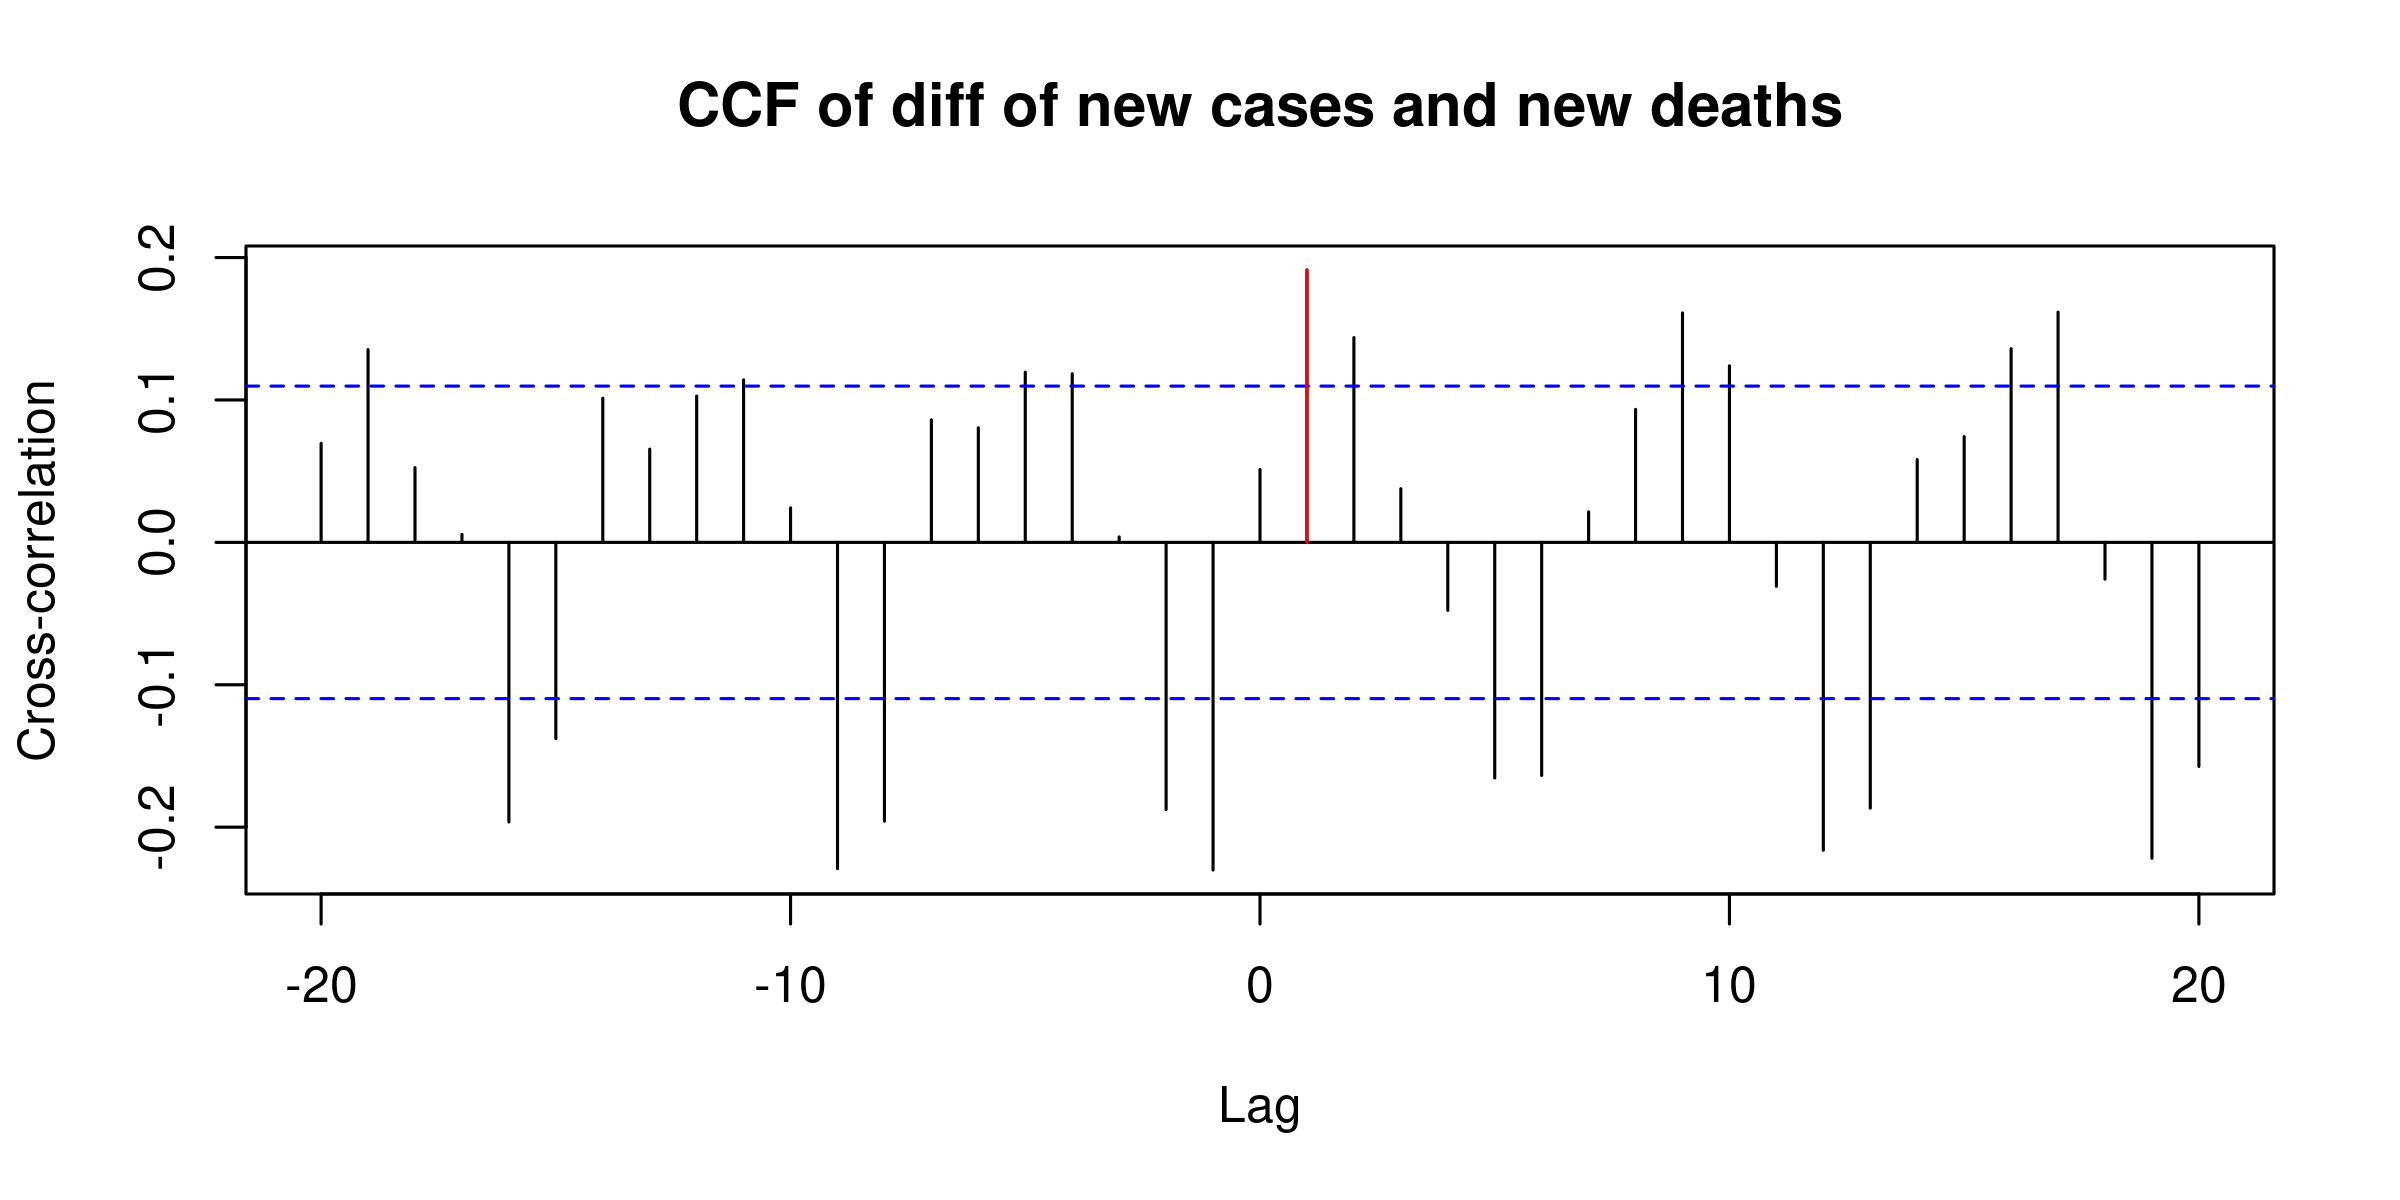 CCF of diff of new cases and new deaths
Cross-correlation
0.2
0.1
0.0
-0.1
-0.2
-20 -10 0 10 20
Lag